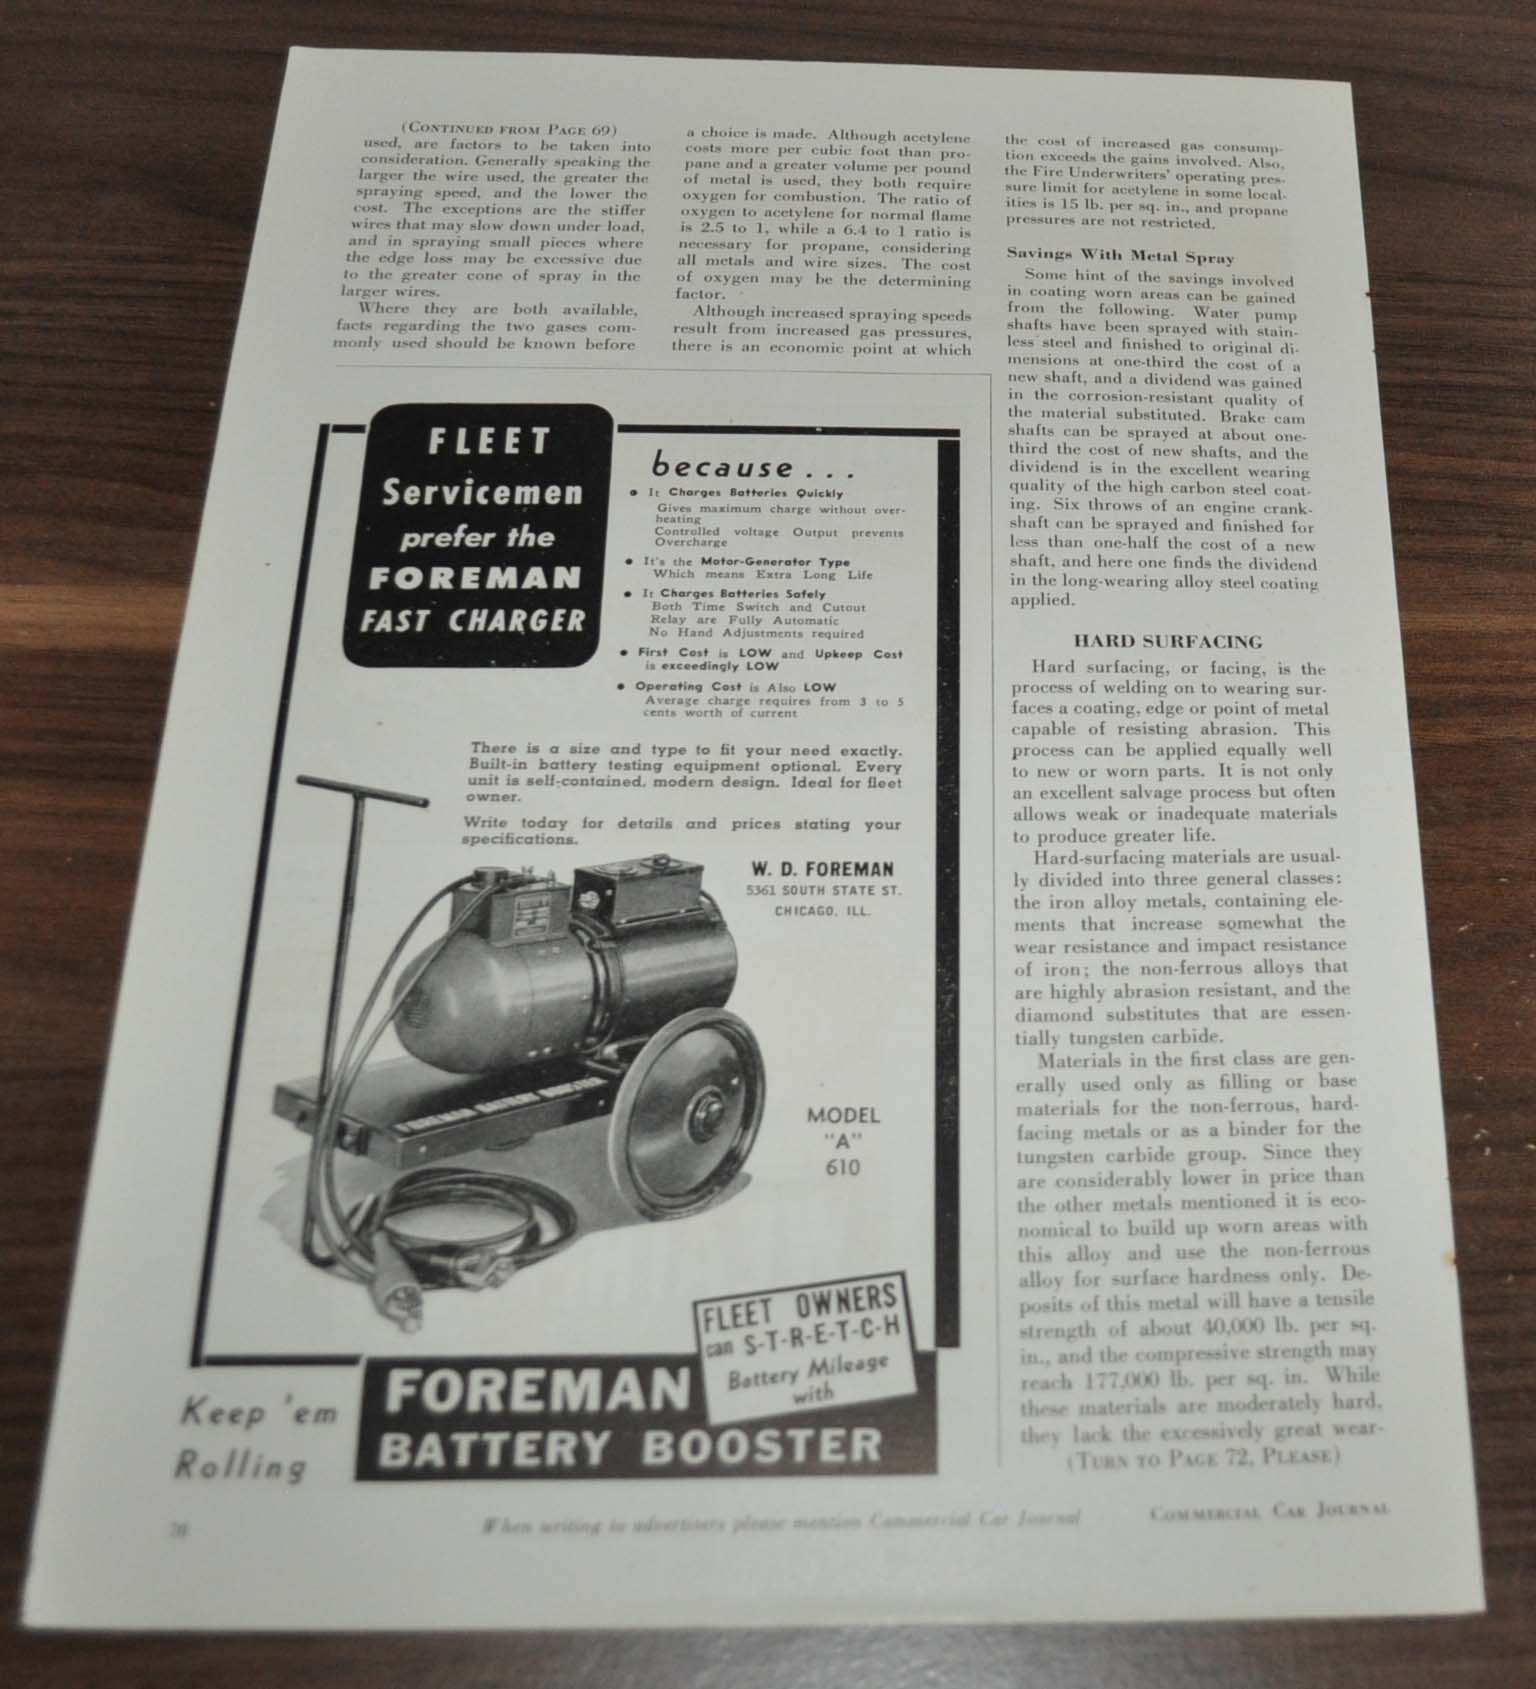 (CONTINUED FROM PAGE 69)
used, are factors to be taken into
consideration. Generally speaking the
larger the wire used, the greater the
spraying speed, and the lower the
cost. The exceptions are the stiffer
wires that may slow down under load,
and in spraying small pieces where
the edge loss may be excessive due
to the greater cone of spray in the
larger wires.
Where they are both available,
facts regarding the two gases com-
monly used should be known before
a choice is made. Although acetylene
costs more per cubic foot than pro-
pane and a greater volume per pound
of metal is used, they both require
oxygen for combustion. The ratio of
oxygen to acetylene for normal flame
is 2.5 to 1, while a 6.4 to 1 ratio is
necessary for propane, considering
all metals and wire sizes. The cost
of oxygen may be the determining
factor.
Although increased spraying speeds
result from increased gas pressures,
there is an economic point at which
the cost of increased gas consump-
tion exceeds the gains involved. Also,
the Fire Underwriters' operating pres-
sure limit for acetylene in some local-
ities is 15 lb. per sq. in., and propane
pressures are not restricted.
Savings With Metal Spray
Some hint of the savings involved
in coating worn areas can be gained
from the following. Water pump
shafts have been sprayed with stain-
less steel and finished to original di-
mensions at one-third the cost of a
new shaft, and a dividend was gained
in the corrosion-resistant quality of
the material substituted. Brake cam
shafts can be sprayed at about one-
third the cost of new shafts, and the
dividend is in the excellent wearing
quality of the high carbon steel coat-
ing. Six throws of an engine crank-
shaft can be sprayed and finished for
less than one-half the cost of a new
shaft, and here one finds the dividend
in the long-wearing alloy steel coating
applied.
HARD SURFACING
Hard surfacing, or facing, is the
process of welding on to wearing sur-
faces a coating, edge or point of metal
capable of resisting abrasion. This
process can be applied equally well
to new or worn parts. It is not only
an excellent salvage process but often
allows weak or inadequate materials
to produce greater life.
Hard-surfacing materials are usual-
ly divided into three general classes:
the iron alloy metals, containing ele-
ments that increase somewhat the
wear resistance and impact resistance
of iron; the non-ferrous alloys that
are highly abrasion resistant, and the
diamond substitutes that are essen-
tially tungsten carbide.
Materials in the first class are gen-
erally used only as filling or base
materials for the non-ferrous, hard-
facing metals or as a binder for the
tungsten carbide group. Since they
are considerably lower in price than
the other metals mentioned it is eco-
nomical to build up worn areas with
this alloy and use the non-ferrous
alloy for surface hardness only. De-
posits of this metal will have a tensile
strength of about 40,000 lb. per sq.
in., and the compressive strength may
reach 177,000 lb. per sq. in. While
these materials are moderately hard,
they lack the excessively great wear-
(TURN TO PAGE 72, PLEASE)
FLEET
Servicemen
prefer the
FOREMAN
FAST CHARGER
because...
• It Charges Batteries Quickly
Gives maximum charge without over-
heating
Controlled voltage Output prevents
Overcharge
• It's the Motor-Generator Type
Which means Extra Long Life
• It Charges Batteries Safely
Both Time Switch and Cutout
Relay are Fully Automatic
No Hand Adjustments required
• First Cost is LOW and Upkeep Cost
is exceedingly LOW
• Operating Cost is Also LOW
Average charge requires from 3 to 5
cents worth of current
There is a size and type to fit your need exactly.
Built-in battery testing equipment optional. Every
unit is self-contained, modern design. Ideal for fleet
owner.
Write today for details and prices stating your
specifications.
W. D. FOREMAN
5361 SOUTH STATE ST.
CHICAGO, ILL.
FOREMAN BATTERY BOOSTER
MODEL
"A"
610
FLEET OWNERS
can S-T-R-E-T-C-H
Battery Mileage
with
Keep 'em
Rolling
FOREMAN
BATTERY BOOSTER
70
When writing to advertisers please mention Commercial Car Journal
COMMERCIAL CAR JOURNAL